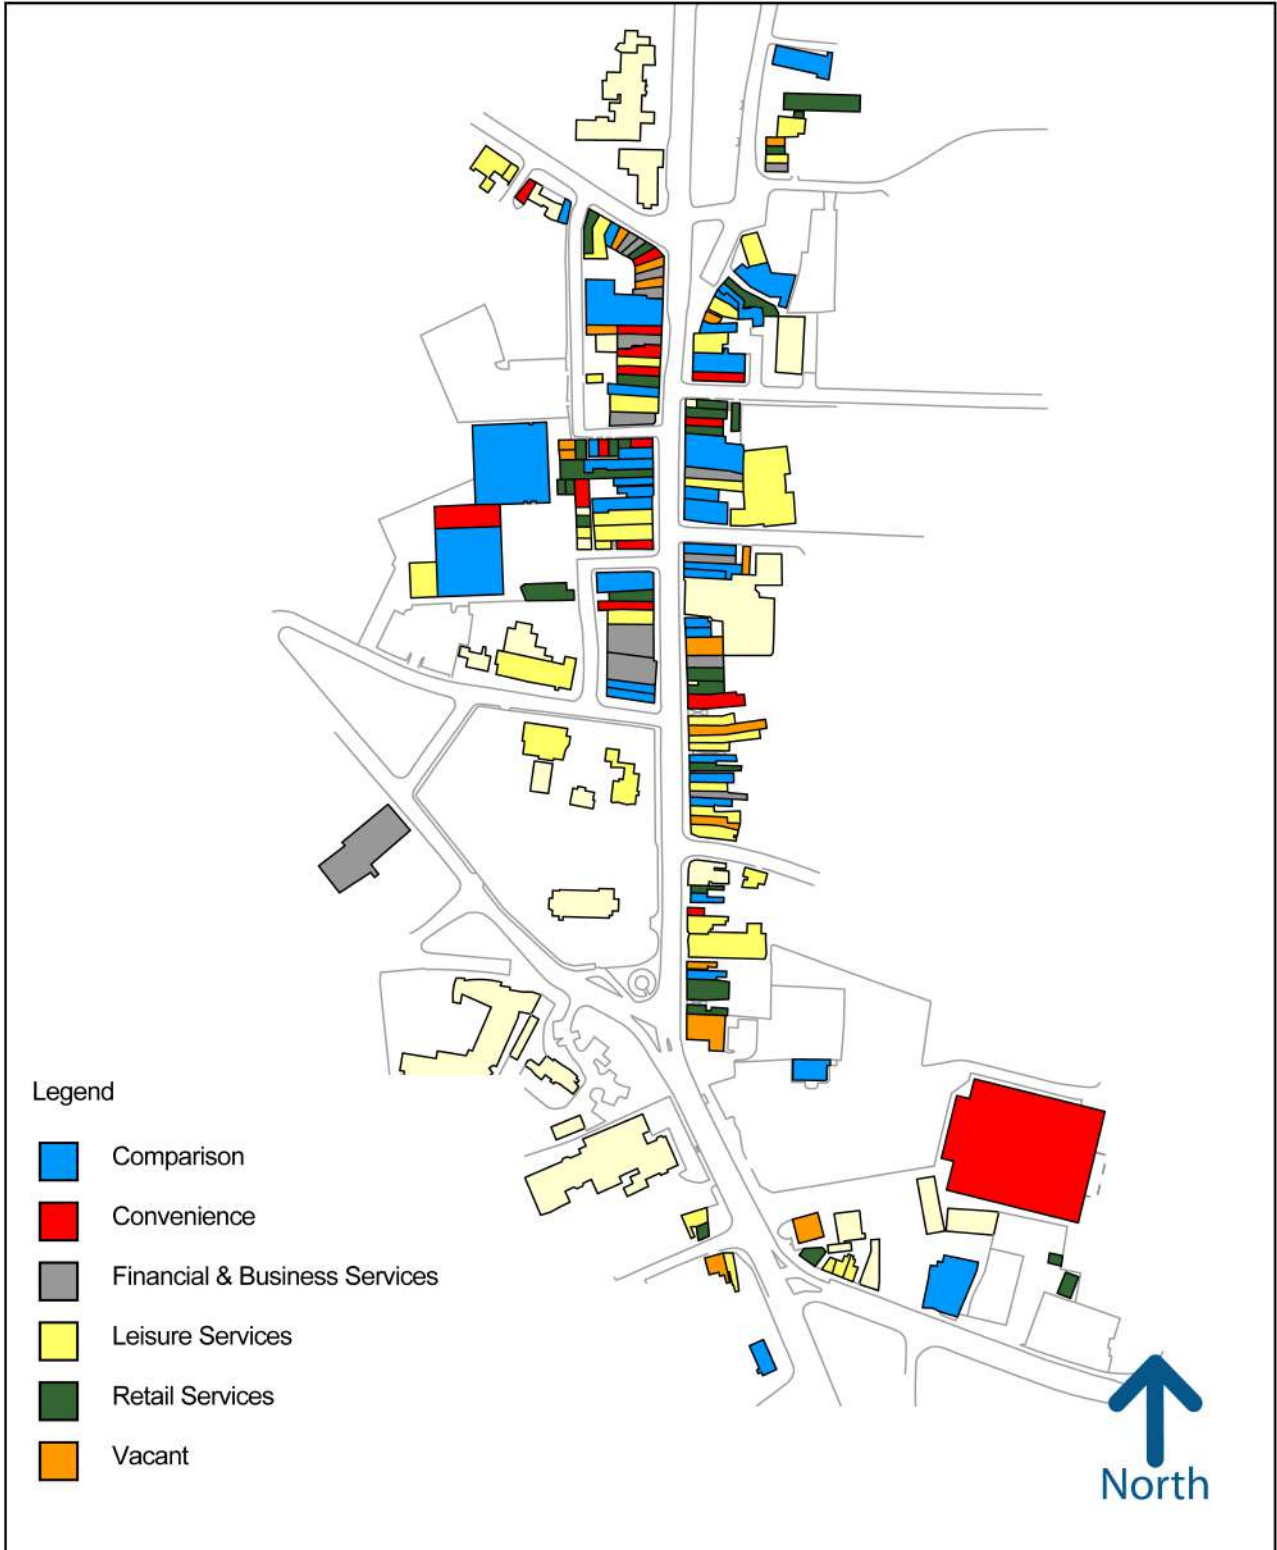 Legend
Comparison
Convenience
Financial & Business Services
Leisure Services
Retail Services
Vacant
North